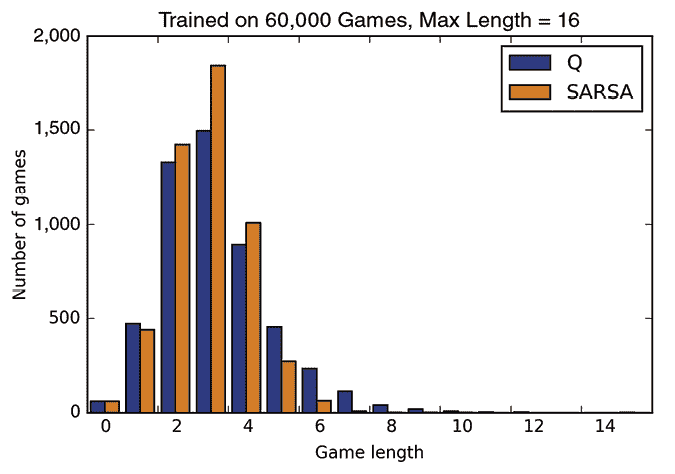 Trained on 60,000 Games, Max Length = 16
2,000
1,500
1,000
500
0
Number of games
Q
SARSA
0 2 4 6 8 10 12 14
Game length